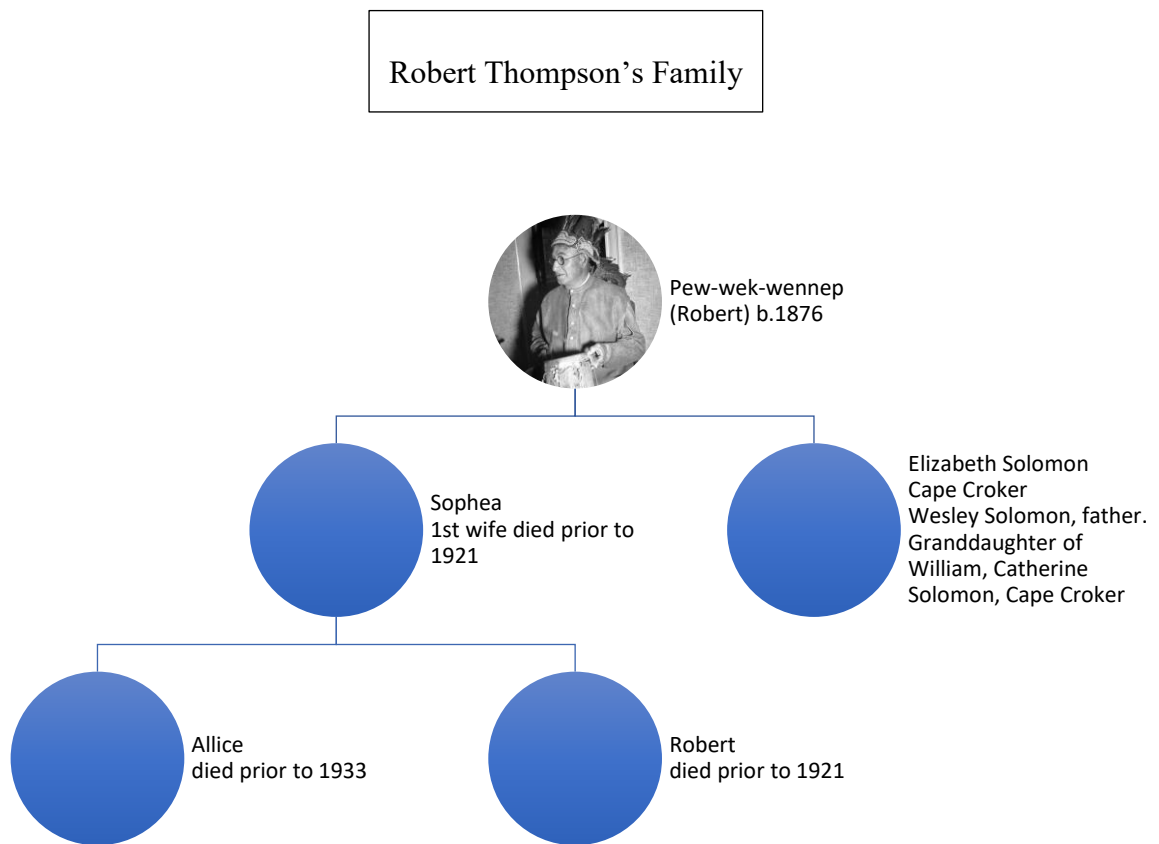 Robert Thompson’s Family
Pew-wek-wennep
(Robert) b.1876
Sophea
1st wife died prior to
1921
Elizabeth Solomon
Cape Croker
Wesley Solomon, father.
Granddaughter of
William, Catherine
Solomon, Cape Croker
Allice
died prior to 1933
Robert
died prior to 1921